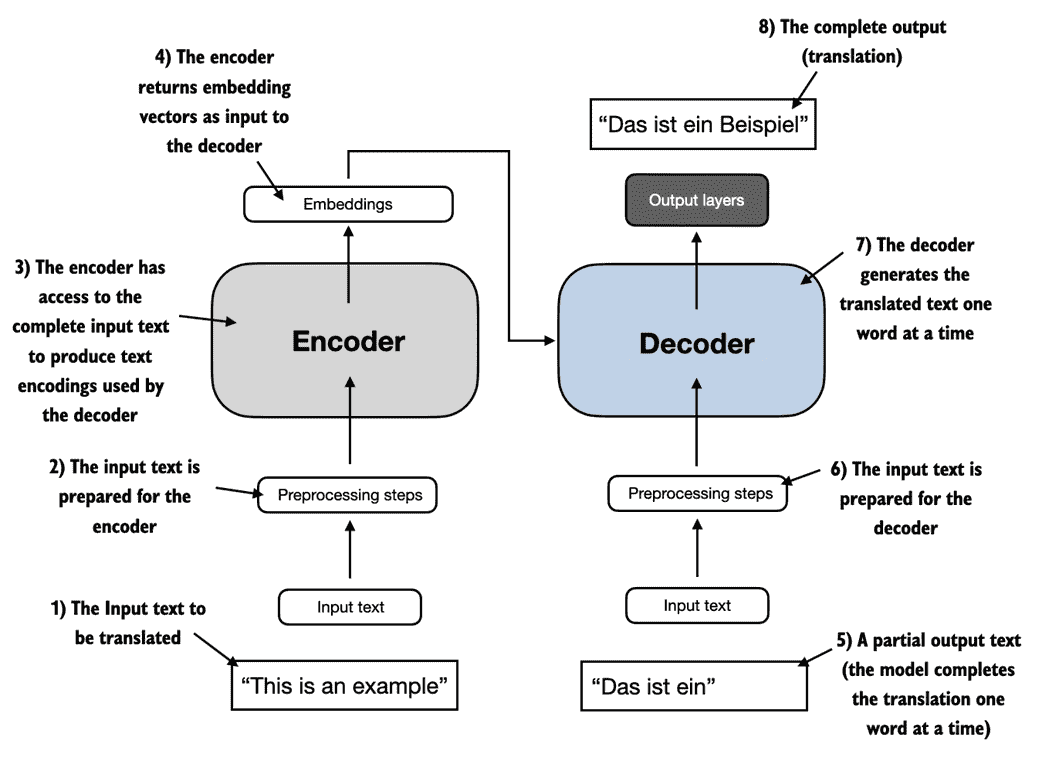 8) The complete output
(translation)
"Das ist ein Beispiel"
4) The encoder
returns embedding
vectors as input to
the decoder
Embeddings
Output layers
3) The encoder has
access to the
complete input text
to produce text
encodings used by
the decoder
Encoder
Decoder
7) The decoder
generates the
translated text one
word at a time
2) The input text is
prepared for the
encoder
Preprocessing steps
Preprocessing steps
6) The input text is
prepared for the
decoder
1) The Input text to
be translated
Input text
Input text
“This is an example”
“Das ist ein”
5) A partial output text
(the model completes
the translation one
word at a time)